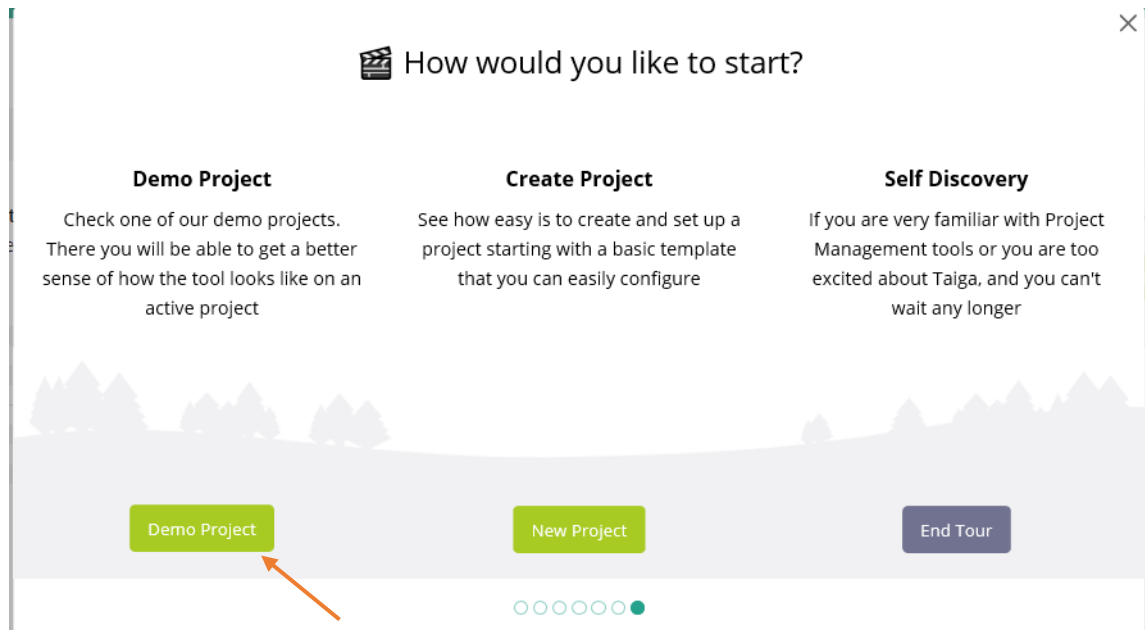 How would you like to start?
Demo Project
Check one of our demo projects.
There you will be able to get a better
sense of how the tool looks like on an
active project
Create Project
See how easy is to create and set up a
project starting with a basic template
that you can easily configure
Self Discovery
If you are very familiar with Project
Management tools or you are too
excited about Taiga, and you can't
wait any longer
Demo Project
New Project
End Tour